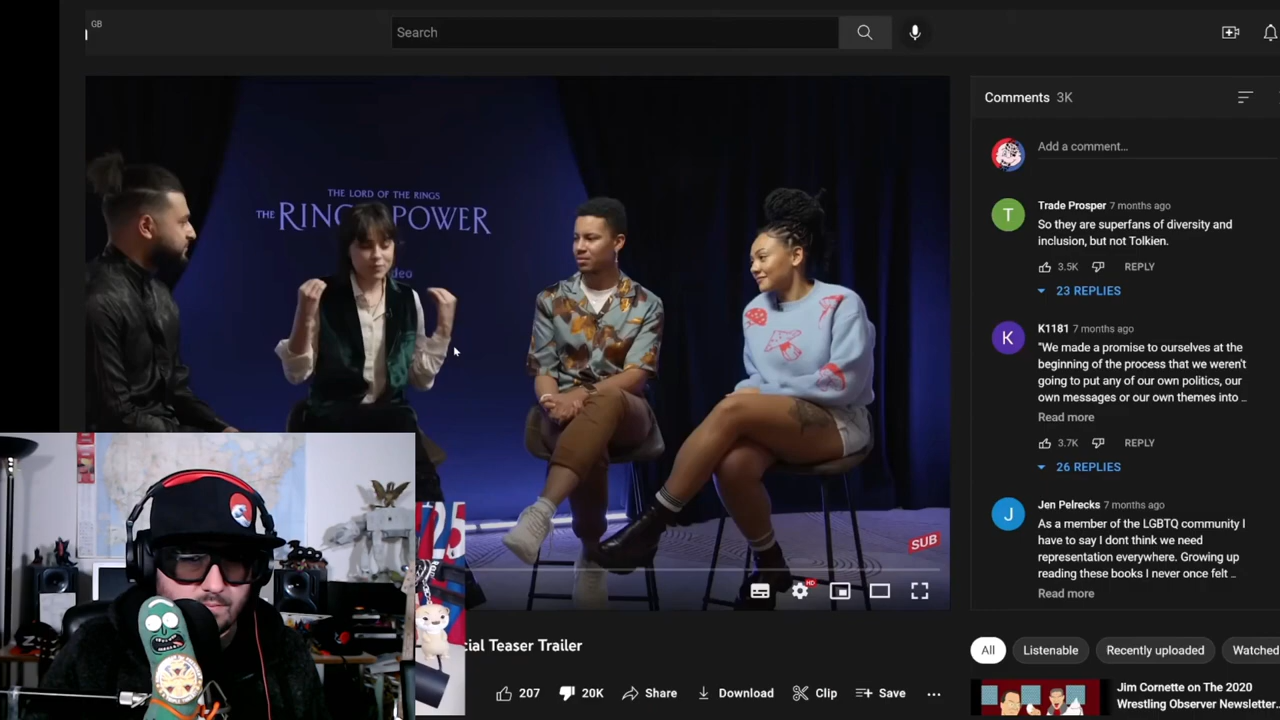 GB
Search
THE LORD OF THE RINGS
THE RINGS POWER
deo
SUB
HD
Comments 3K
Add a comment...
T
Trade Prosper 7 months ago
So they are superfans of diversity and
inclusion, but not Tolkien.
3.5K REPLY
23 REPLIES
K
K1181 7 months ago
"We made a promise to ourselves at the
beginning of the process that we weren't
going to put any of our own politics, our
own messages or our own themes into ...
Read more
3.7K REPLY
26 REPLIES
J
Jen Pelrecks 7 months ago
As a member of the LGBTQ community I
have to say I dont think we need
representation everywhere. Growing up
reading these books I never once felt ...
Read more
cial Teaser Trailer
207 20K Share Download Clip Save ...
All Listenable Recently uploaded Watched
Jim Cornette on The 2020
Wrestling Observer Newsletter...